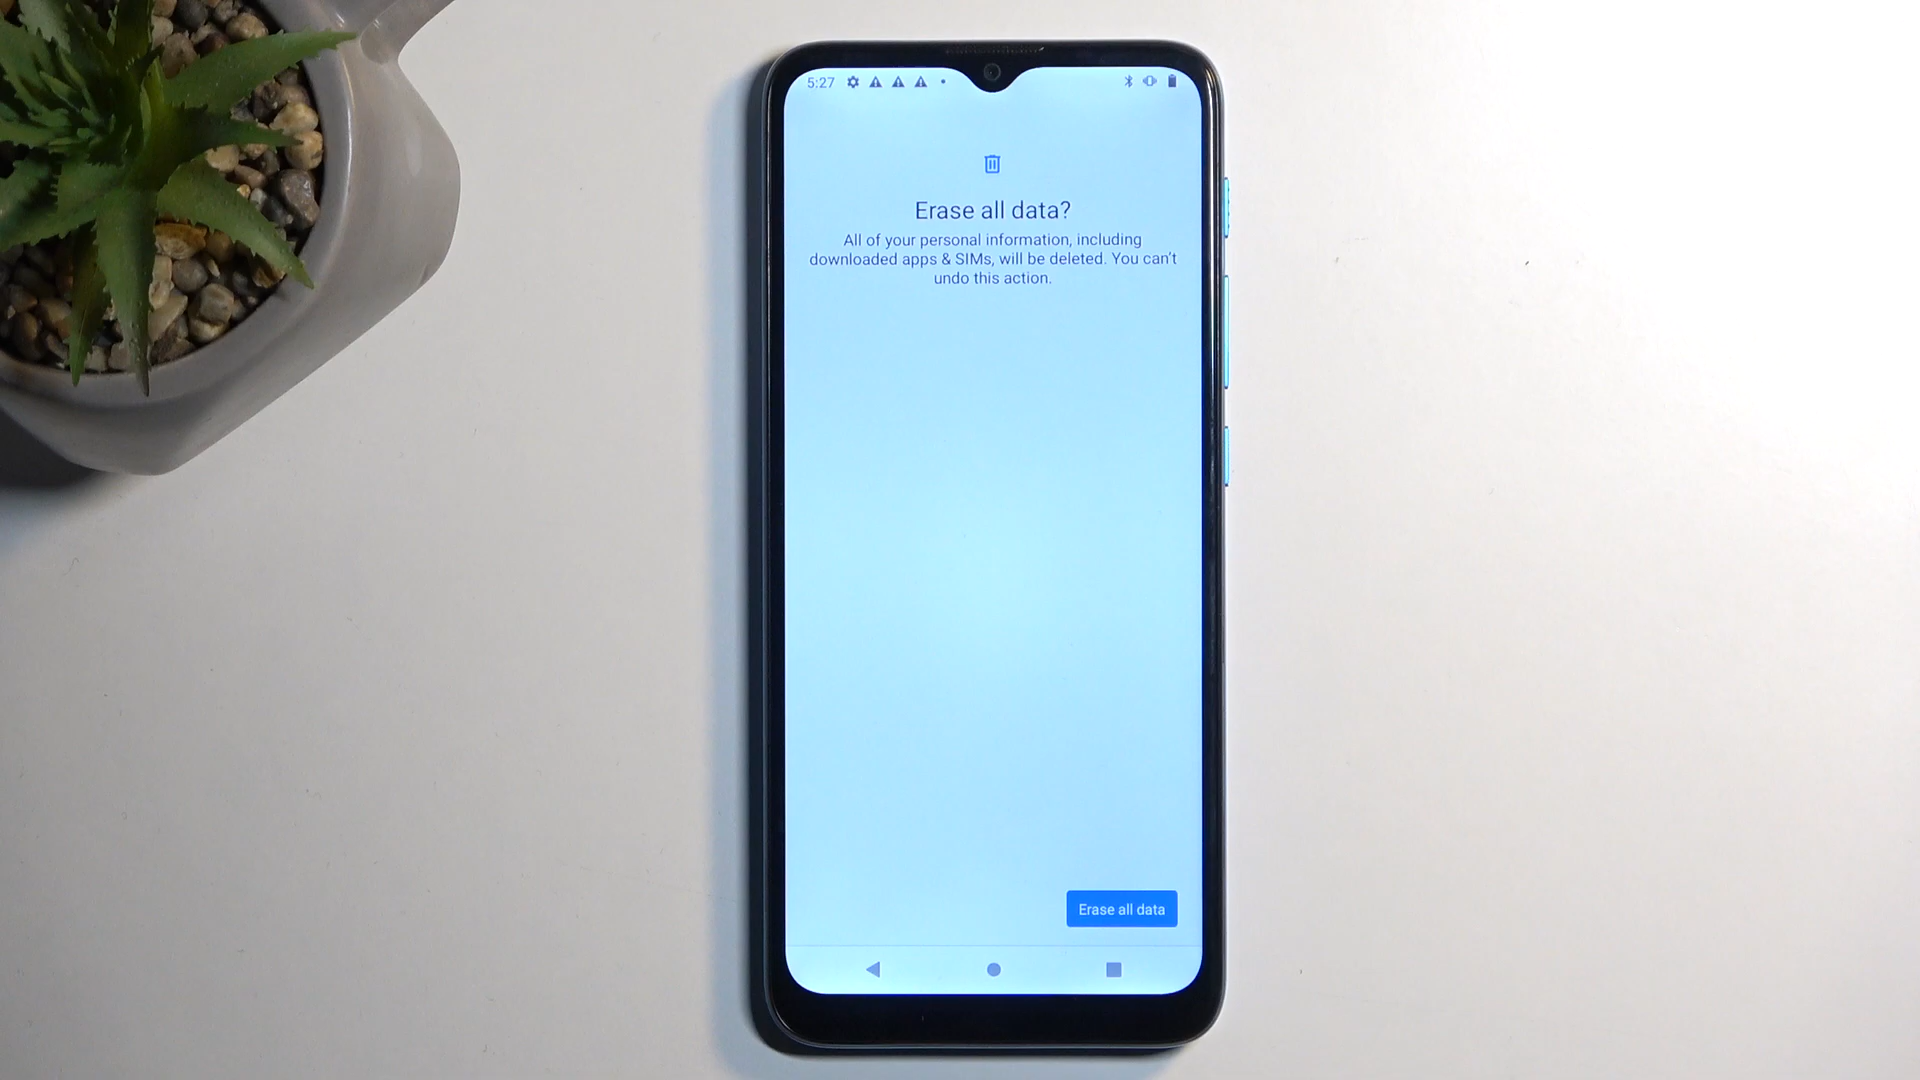 5:27
Erase all data?
All of your personal information, including
downloaded apps & SIMs, will be deleted. You can't
undo this action.
Erase all data